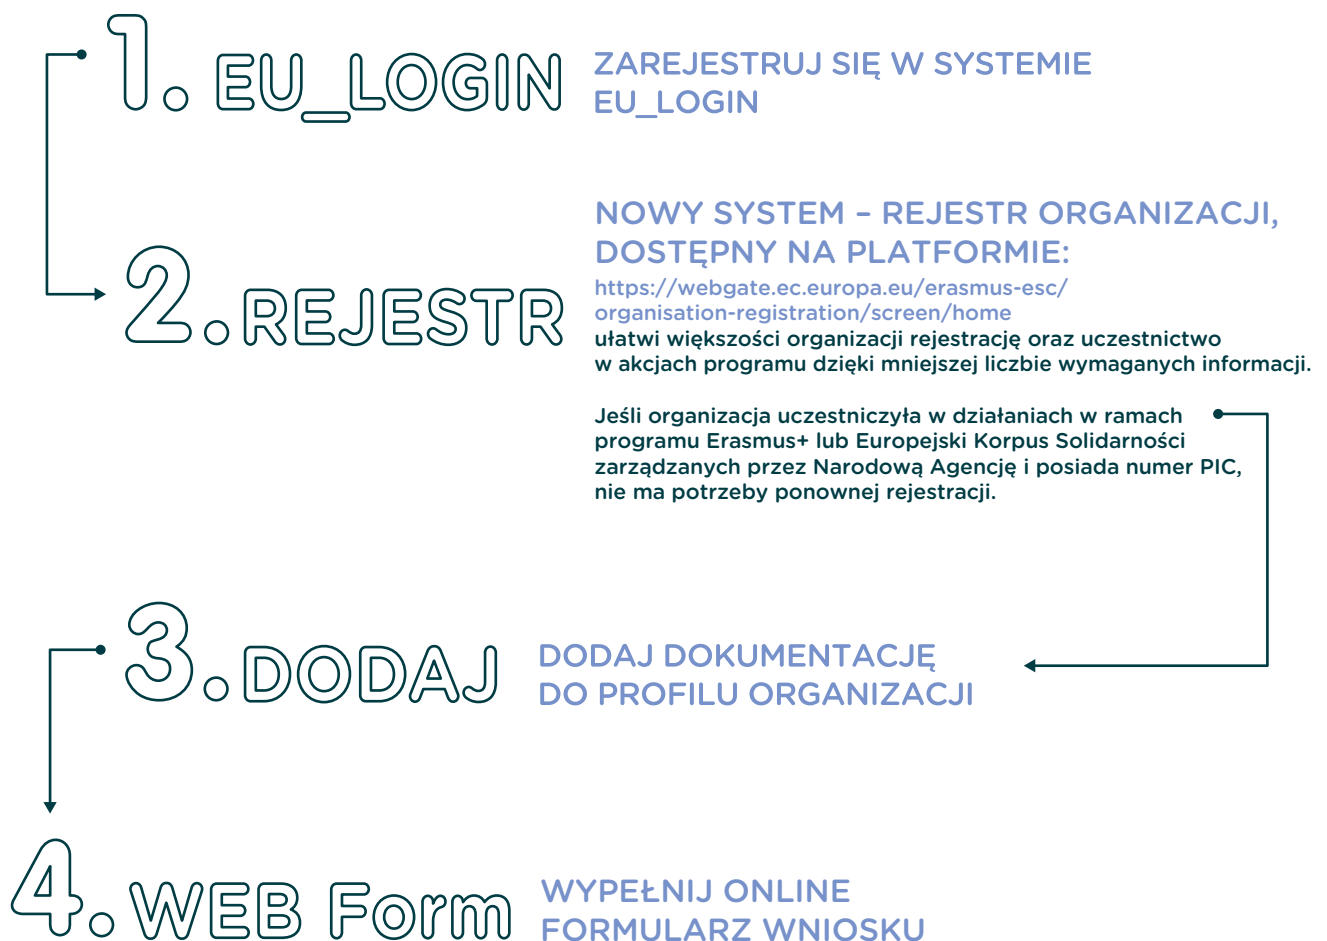 1. EU_LOGIN
ZAREJESTRUJ SIĘ W SYSTEMIE
EU_LOGIN
2. REJESTR
NOWY SYSTEM – REJESTR ORGANIZACJI,
DOSTĘPNY NA PLATFORMIE:
https://webgate.ec.europa.eu/erasmus-esc/
organisation-registration/screen/home
ułatwi większości organizacji rejestrację oraz uczestnictwo
w akcjach programu dzięki mniejszej liczbie wymaganych informacji.
Jeśli organizacja uczestniczyła w działaniach w ramach
programu Erasmus+ lub Europejski Korpus Solidarności
zarządzanych przez Narodową Agencję i posiada numer PIC,
nie ma potrzeby ponownej rejestracji.
3. DODAJ
DODAJ DOKUMENTACJĘ
DO PROFILU ORGANIZACJI
4. WEB Form
WYPEŁNIJ ONLINE
FORMULARZ WNIOSKU